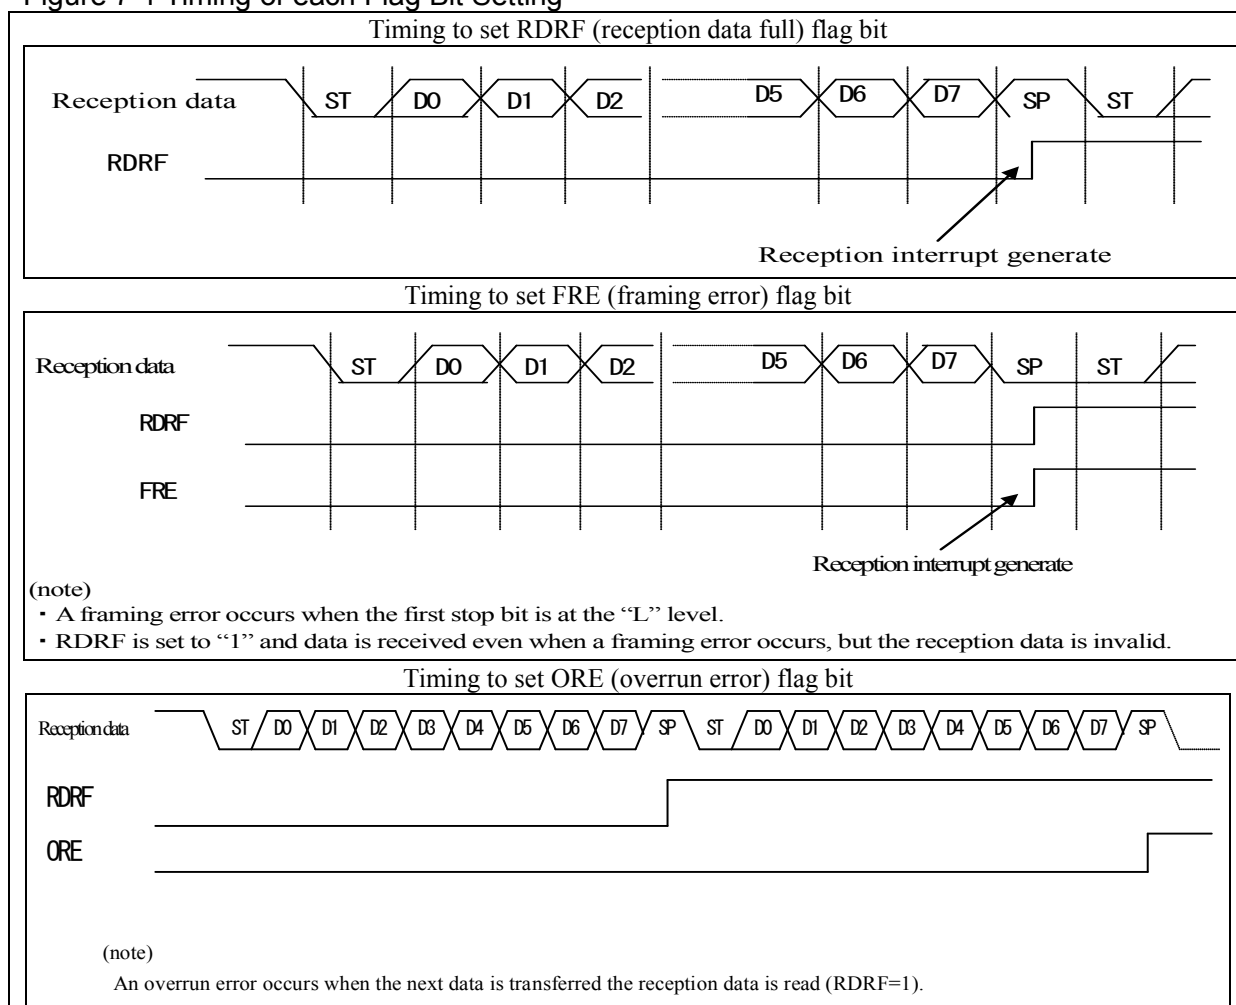 Figure 7-1 Timing of each Flag Bit Setting
Timing to set RDRF (reception data full) flag bit
Reception data ST D0 D1 D2 D5 D6 D7 SP ST
RDRF
Reception interrupt generate
Timing to set FRE (framing error) flag bit
Reception data ST D0 D1 D2 D5 D6 D7 SP ST
RDRF
FRE
Reception interrupt generate
(note)
・ A framing error occurs when the first stop bit is at the “L” level.
・ RDRF is set to “1” and data is received even when a framing error occurs, but the reception data is invalid.
Timing to set ORE (overrun error) flag bit
Reception data ST D0 D1 D2 D3 D4 D5 D6 D7 SP ST D0 D1 D2 D3 D4 D5 D6 D7 SP
RDRF
ORE
(note)
An overrun error occurs when the next data is transferred the reception data is read (RDRF=1).